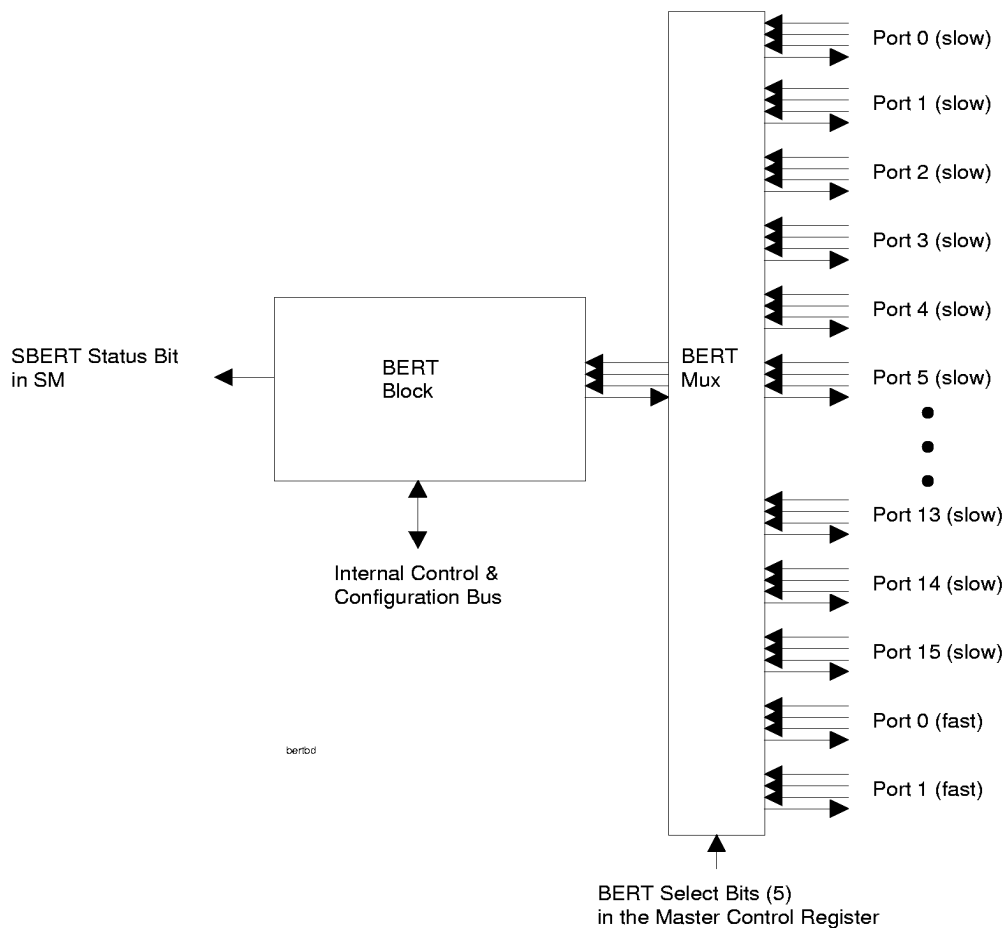 Port 0 (slow)
Port 1 (slow)
Port 2 (slow)
Port 3 (slow)
Port 4 (slow)
SBERT Status Bit
in SM
BERT
Block
BERT
Mux
Port 5 (slow)
Port 13 (slow)
Internal Control &
Configuration Bus
Port 14 (slow)
Port 15 (slow)
Port 0 (fast)
bertbd
Port 1 (fast)
BERT Select Bits (5)
in the Master Control Register